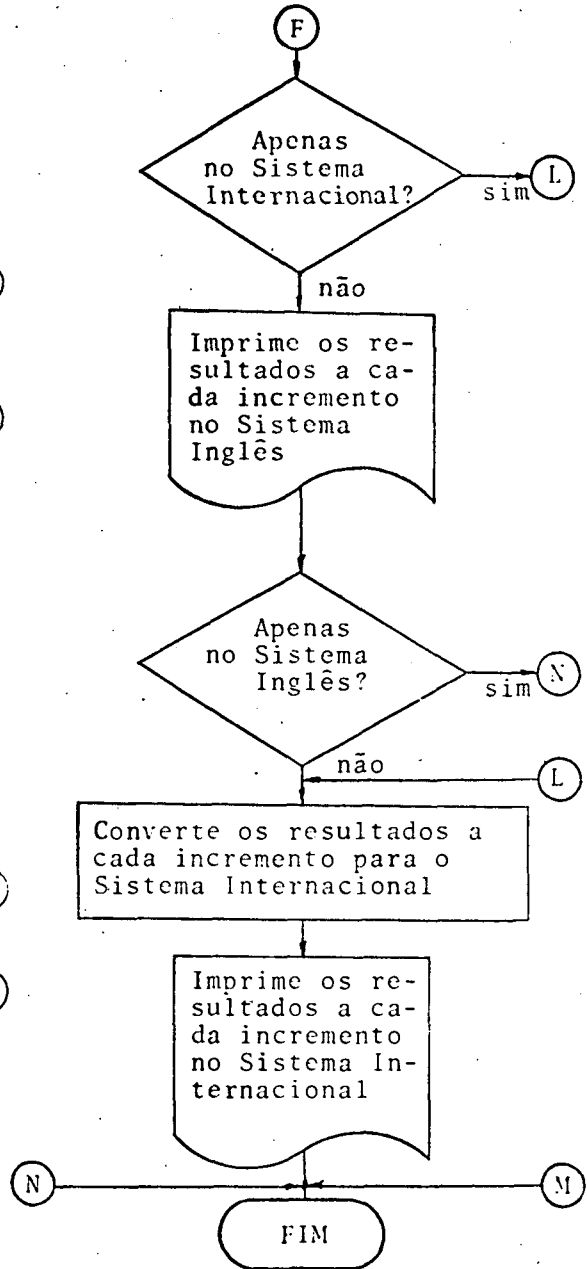 F
Apenas
no Sistema
Internacional?
sim
L
não
Imprime os re-
sultados a ca-
da incremento
no Sistema
Inglês
Apenas
no Sistema
Inglês?
sim
N
não
L
Converte os resultados a
cada incremento para o
Sistema Internacional
Imprime os re-
sultados a ca-
da incremento
no Sistema In-
ternacional
N
M
FIM